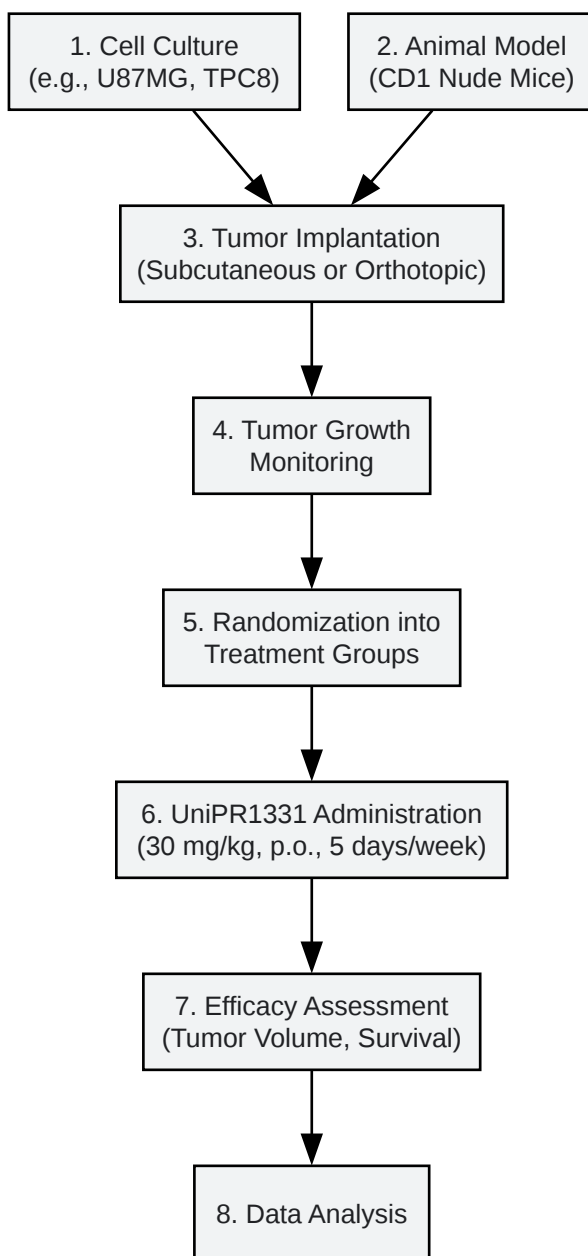 1. Cell Culture
(e.g., U87MG, TPC8)
2. Animal Model
(CD1 Nude Mice)
3. Tumor Implantation
(Subcutaneous or Orthotopic)
4. Tumor Growth
Monitoring
5. Randomization into
Treatment Groups
6. UniPR1331 Administration
(30 mg/kg, p.o., 5 days/week)
7. Efficacy Assessment
(Tumor Volume, Survival)
8. Data Analysis